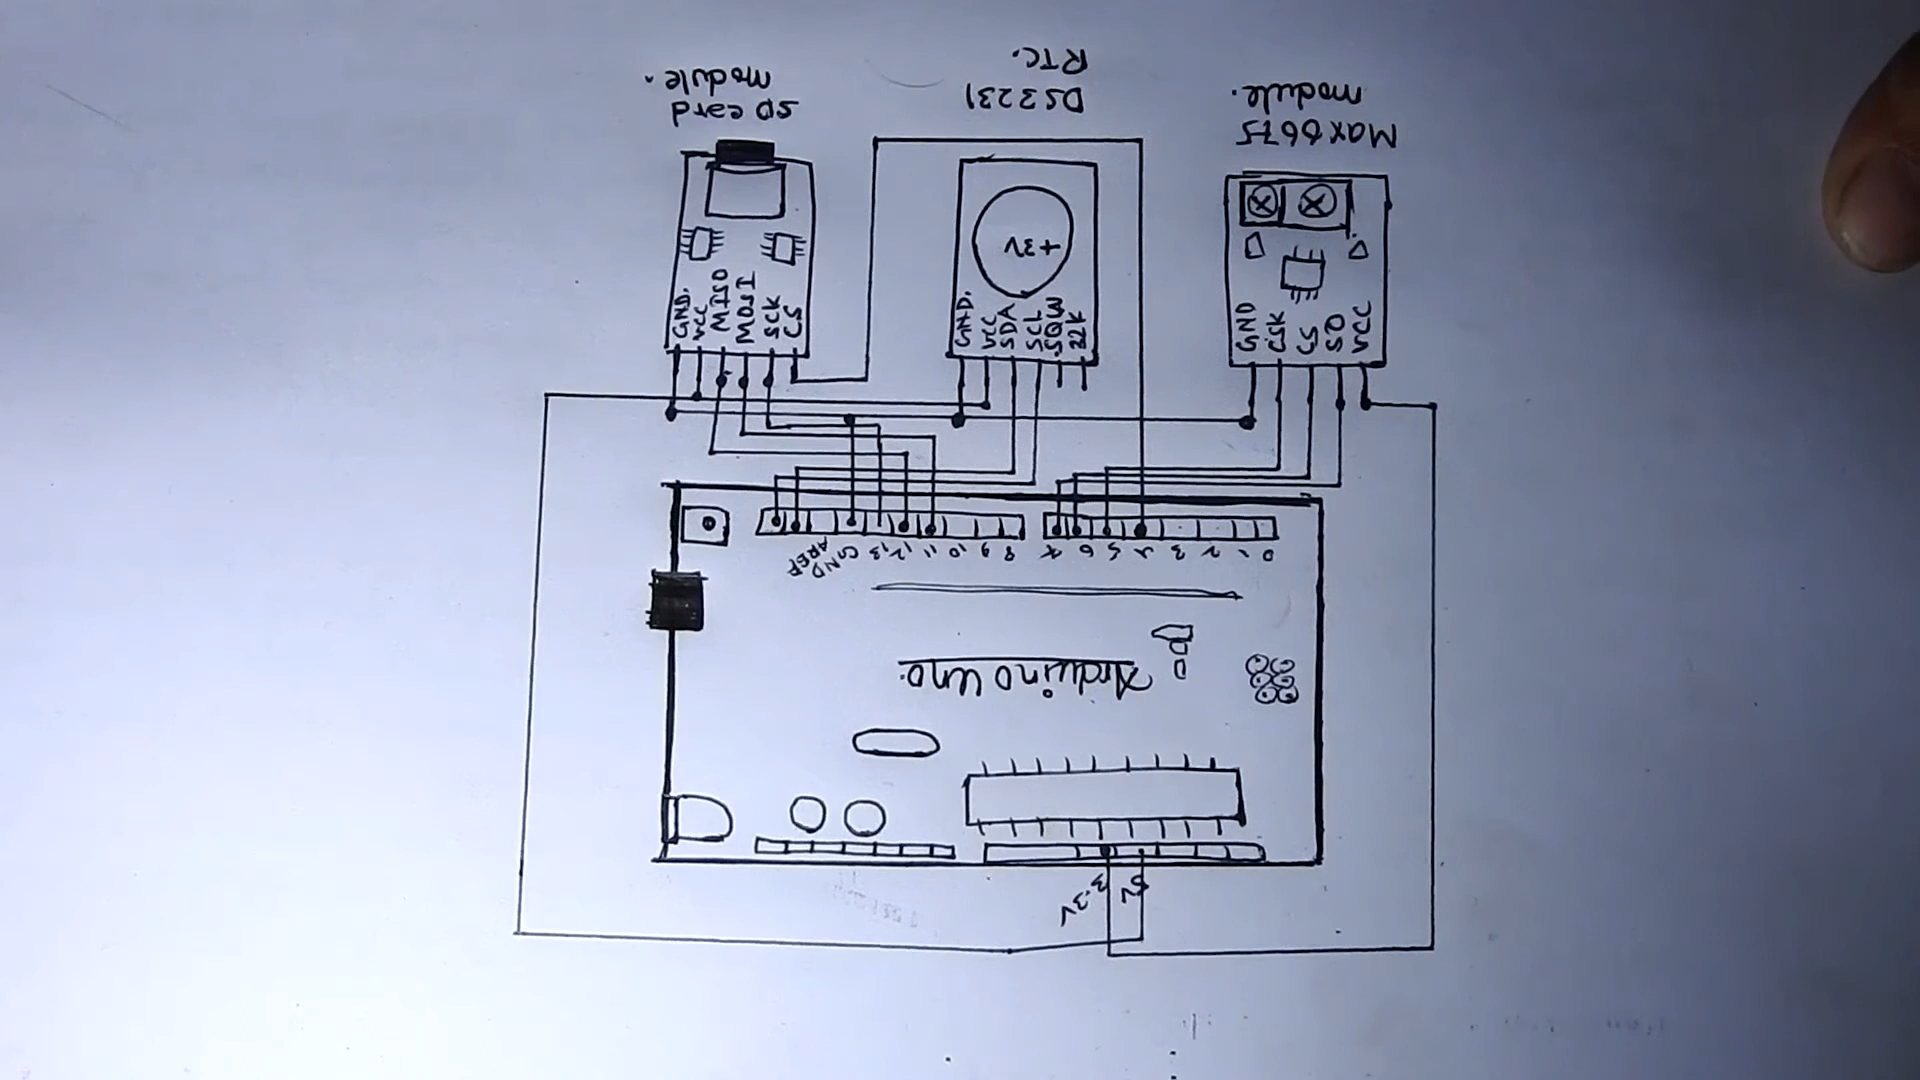 SD card
module.
DS3231
RTC.
Max6675
module.
+3V
GND.
VCC
MISO
MOSI
SCK
CS
GND.
VCC
SDA
SCL
SQW
32K
GND
CSK
CS
SO
VCC
AREF
GND
13
12
11
10
9
8
7
6
5
4
3
2
1
0
Arduino Uno.
3.3V
5V